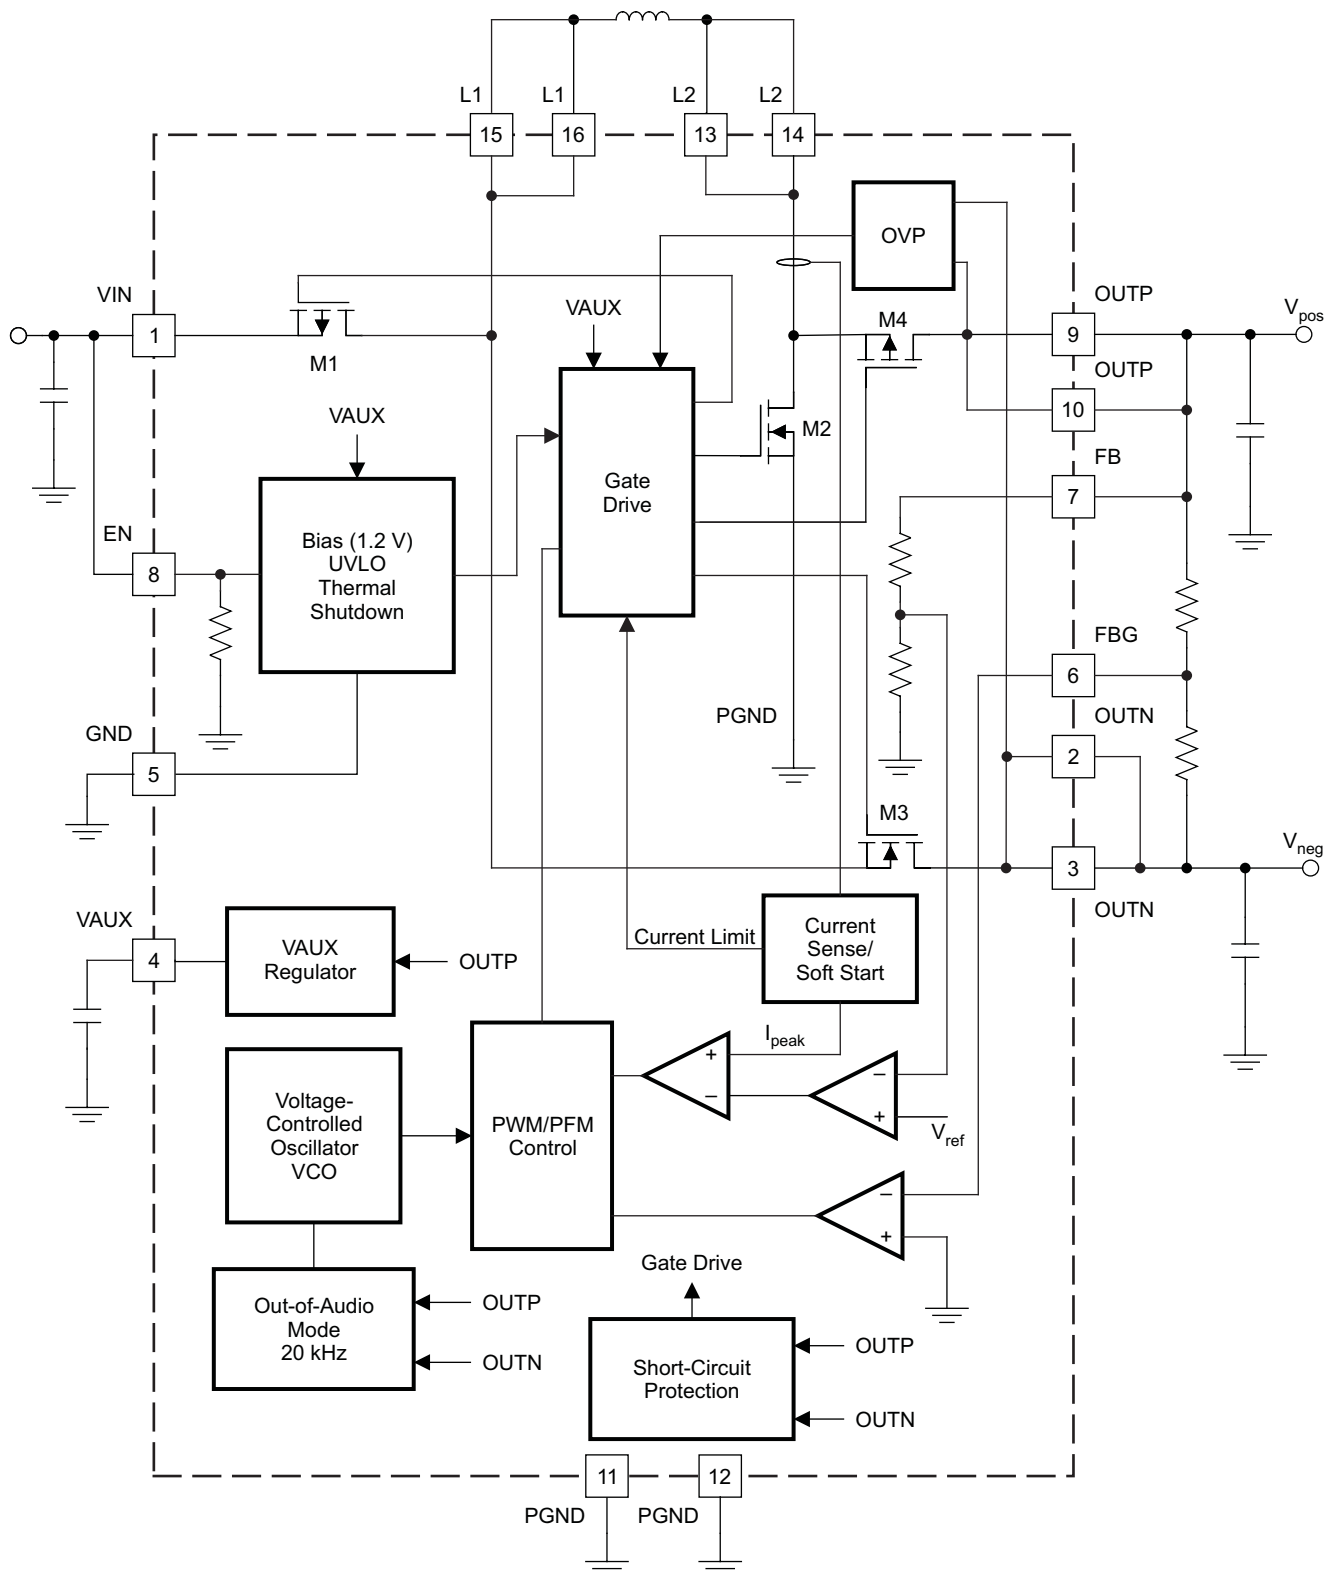 L1
L1
L2
L2
15
16
13
14
OVP
VIN
1
M1
VAUX
M4
OUTP
9
Vpos
OUTP
10
VAUX
M2
FB
7
Gate
Drive
EN
8
Bias (1.2 V)
UVLO
Thermal
Shutdown
FBG
6
PGND
OUTN
2
GND
5
M3
3
Vneg
OUTN
VAUX
4
VAUX
Regulator
OUTP
Current Limit
Current
Sense/
Soft Start
Ipeak
+
−
−
+
Vref
Voltage-
Controlled
Oscillator
VCO
PWM/PFM
Control
−
+
Gate Drive
Out-of-Audio
Mode
20 kHz
OUTP
OUTN
Short-Circuit
Protection
OUTP
OUTN
11
12
PGND
PGND